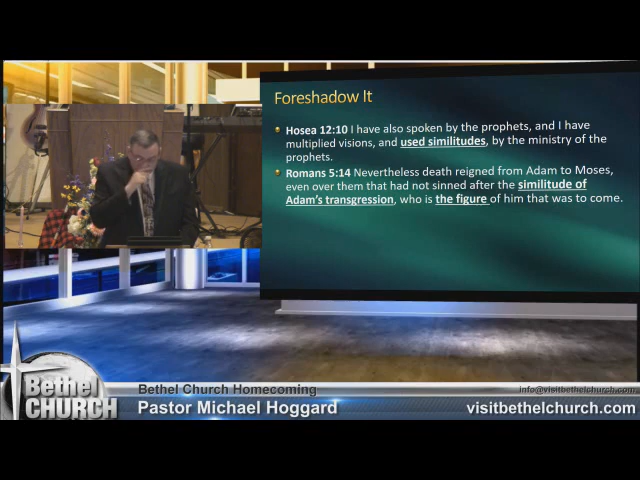 Foreshadow It
Hosea 12:10 I have also spoken by the prophets, and I have
multiplied visions, and used similitudes, by the ministry of the
prophets.
Romans 5:14 Nevertheless death reigned from Adam to Moses,
even over them that had not sinned after the similitude of
Adam's transgression, who is the figure of him that was to come.
Bethel
CHURCH
Bethel Church Homecoming
info@visitbethelchurch.com
Pastor Michael Hoggard
visitbethelchurch.com